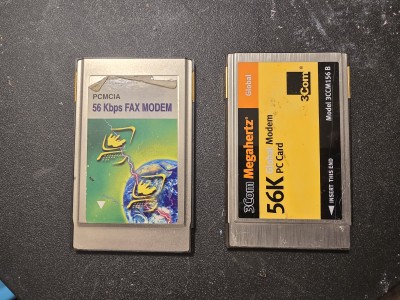 PCMCIA
56 Kbps FAX MODEM
3Com Megahertz®
Global
56K Modem
PC Card
3Com®
Model 3CCM156 B
INSERT THIS END